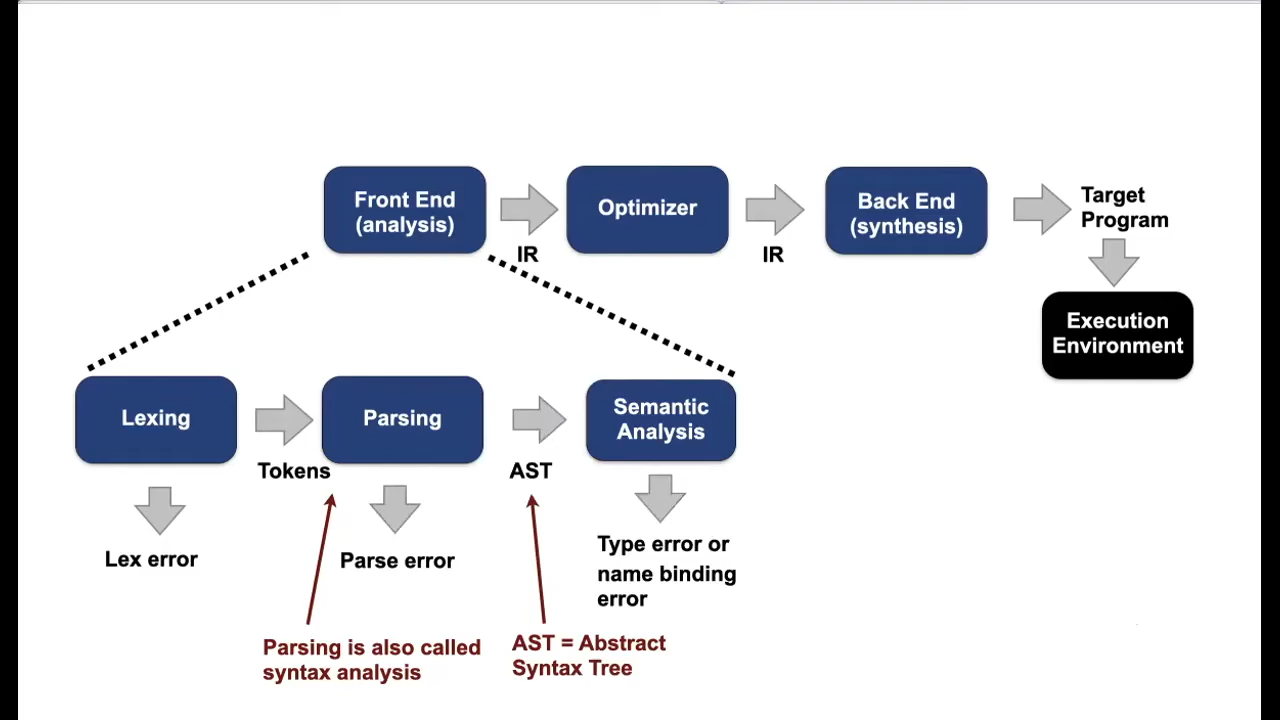 Front End
(analysis)
IR
Optimizer
IR
Back End
(synthesis)
Target
Program
Execution
Environment
Lexing
Tokens
Parsing
AST
Semantic
Analysis
Lex error
Parse error
Type error or
name binding
error
Parsing is also called
syntax analysis
AST = Abstract
Syntax Tree